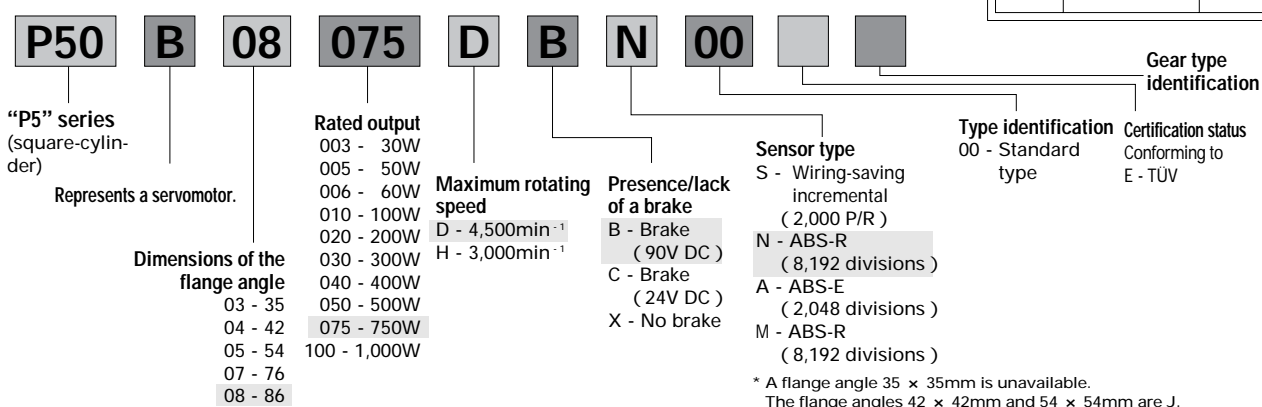 P50 B 08 075 D B N 00
Gear type
identification
"P5" series
(square-cylin-
der)
Represents a servomotor.
Dimensions of the
flange angle
03 - 35
04 - 42
05 - 54
07 - 76
08 - 86
Rated output
003 - 30W
005 - 50W
006 - 60W
010 - 100W
020 - 200W
030 - 300W
040 - 400W
050 - 500W
075 - 750W
100 - 1,000W
Maximum rotating
speed
D - 4,500min⁻¹
H - 3,000min⁻¹
Presence/lack
of a brake
B - Brake
( 90V DC )
C - Brake
( 24V DC )
X - No brake
Sensor type
S - Wiring-saving
incremental
( 2,000 P/R )
N - ABS-R
( 8,192 divisions )
A - ABS-E
( 2,048 divisions )
M - ABS-R
( 8,192 divisions )
* A flange angle 35 × 35mm is unavailable.
The flange angles 42 × 42mm and 54 × 54mm are J.
Type identification
00 - Standard
type
Certification status
Conforming to
E - TÜV